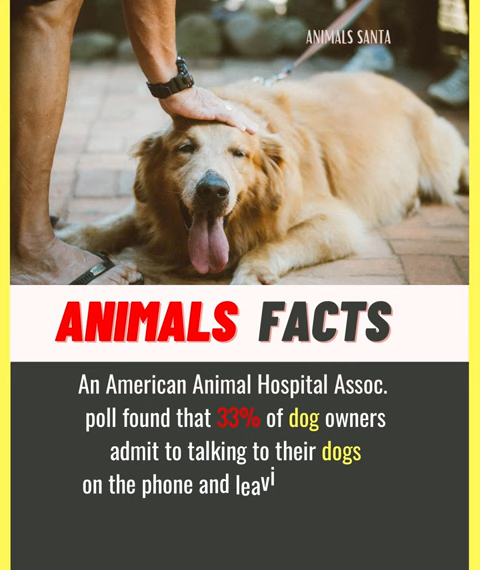 ANIMALS SANTA
ANIMALS FACTS
An American Animal Hospital Assoc.
poll found that 33% of dog owners
admit to talking to their dogs
on the phone and leavi